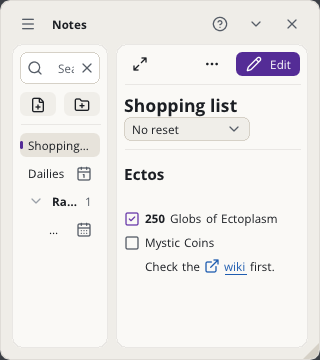 Notes
Sea
Edit
Shopping...
Dailies
Ra... 1
...
Shopping list
No reset
Ectos
250 Globs of Ectoplasm
Mystic Coins
Check the wiki first.